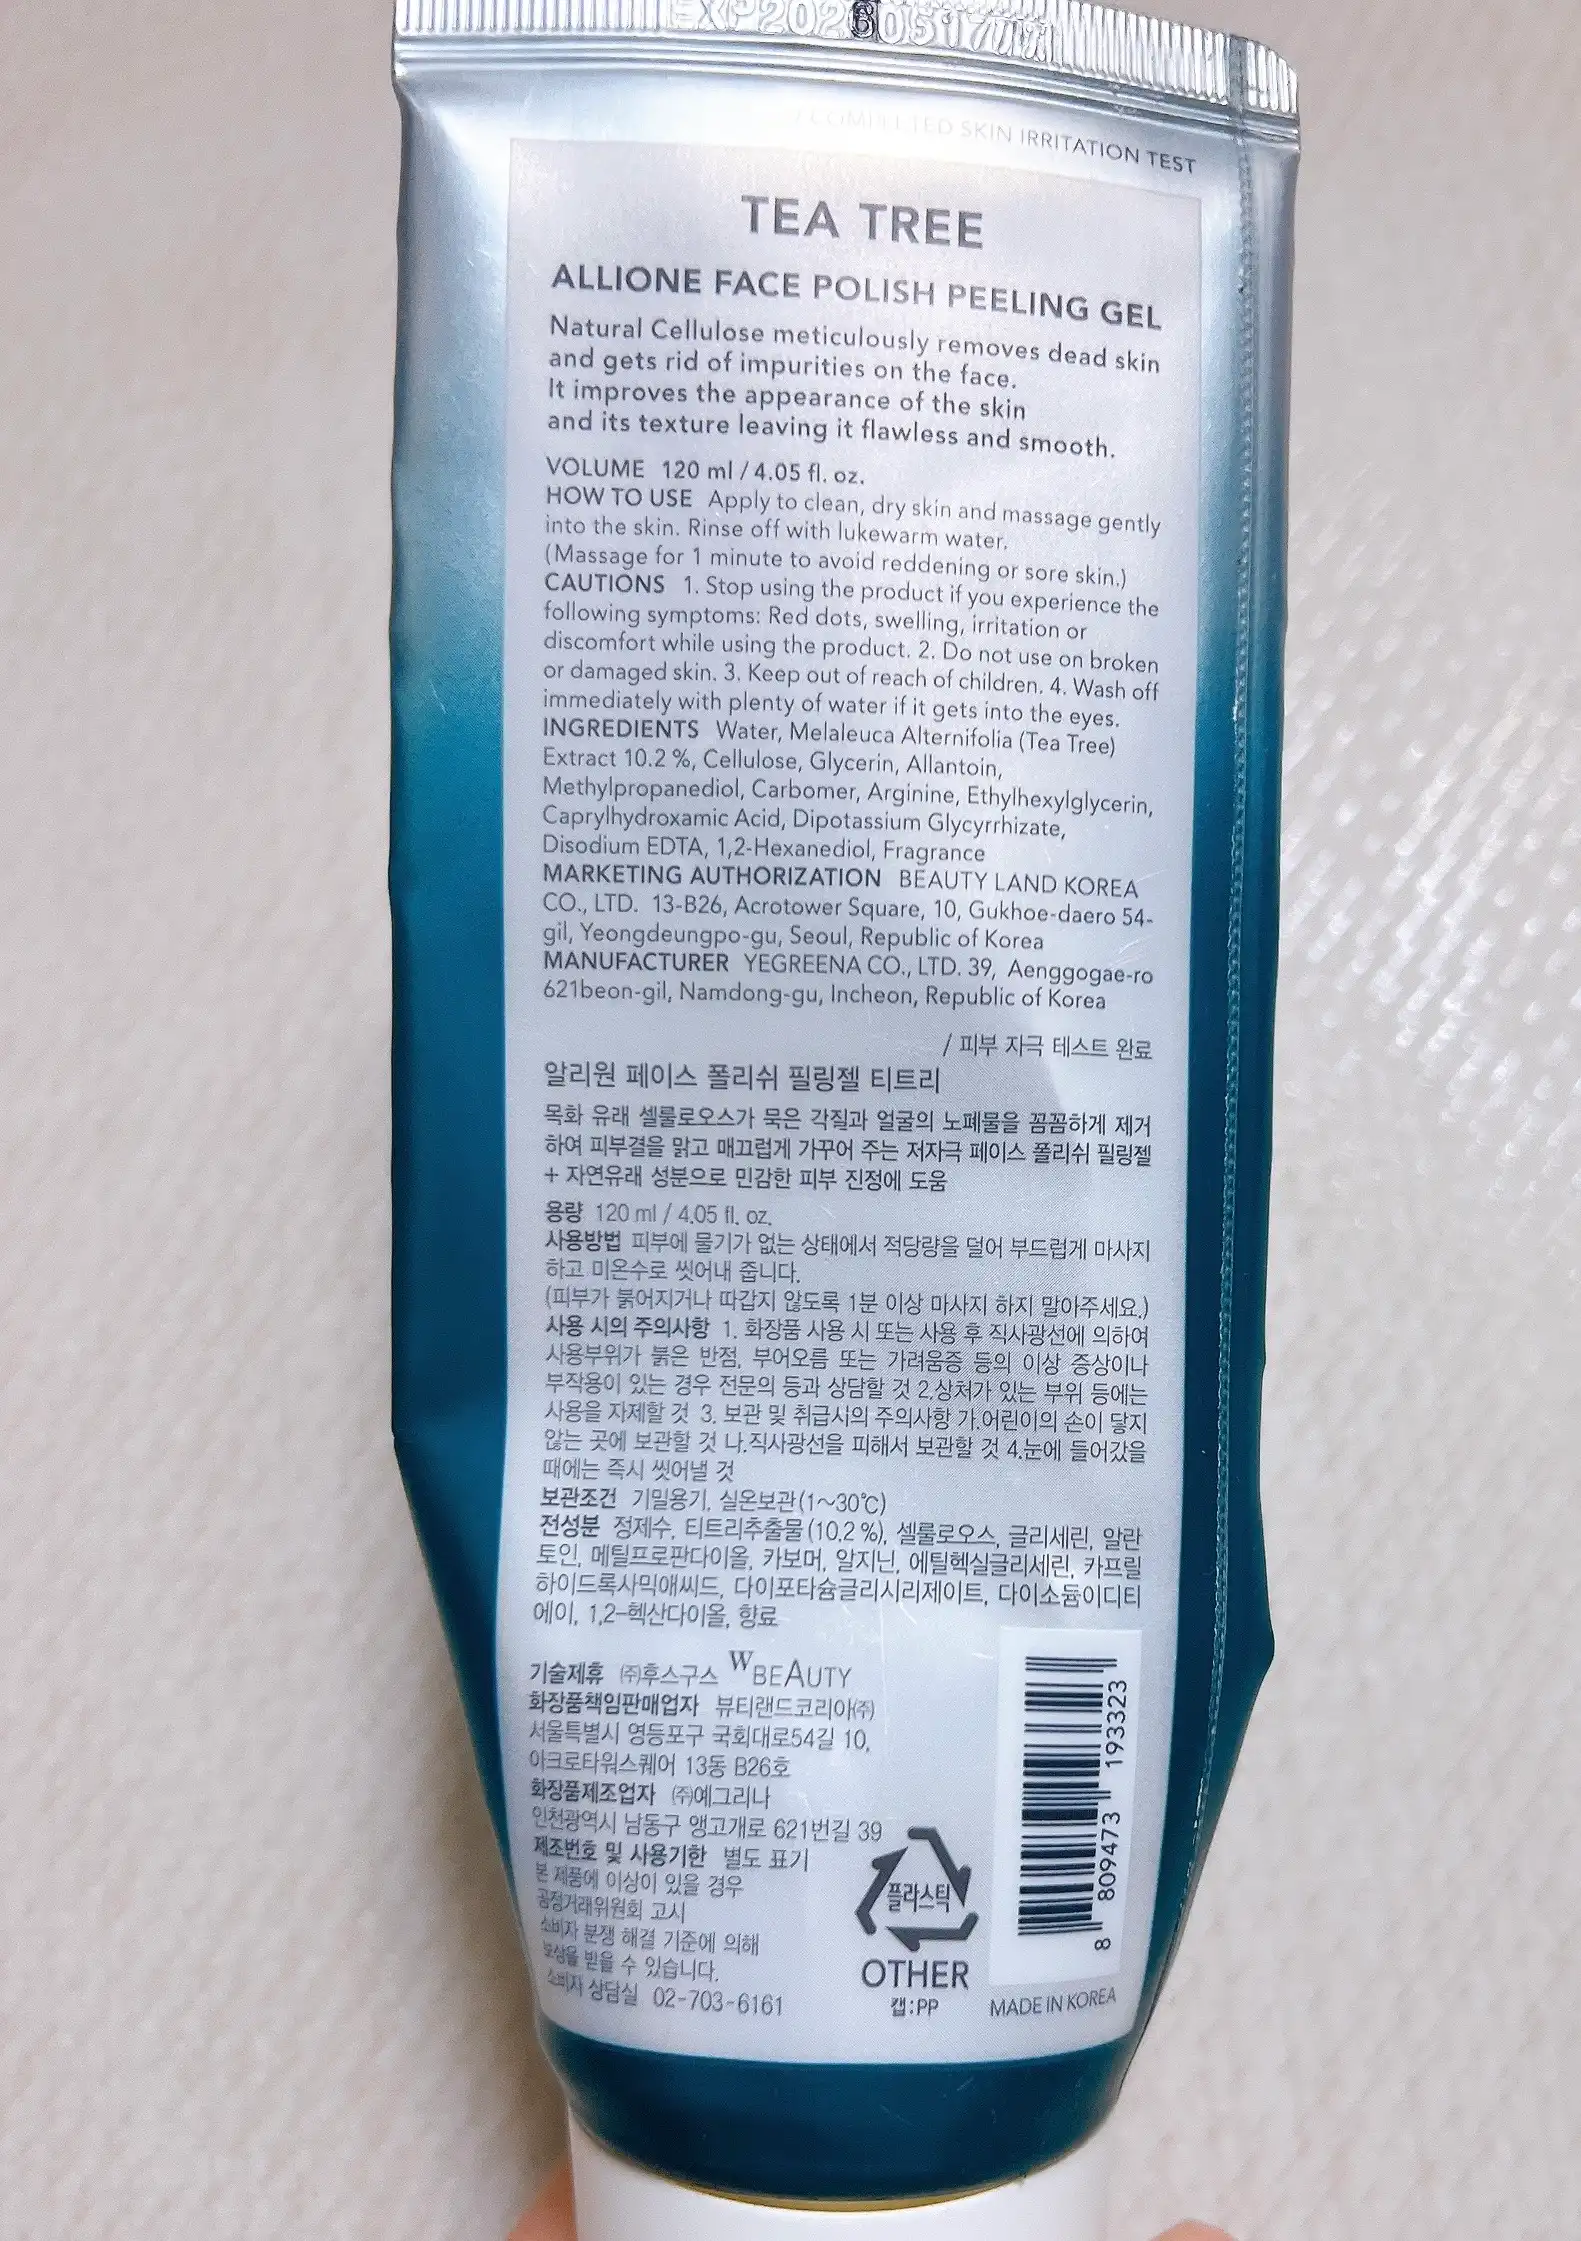 EXP20260517
/ COMPLETED SKIN IRRITATION TEST
TEA TREE
ALLIONE FACE POLISH PEELING GEL
Natural Cellulose meticulously removes dead skin
and gets rid of impurities on the face.
It improves the appearance of the skin
and its texture leaving it flawless and smooth.
VOLUME 120 ml / 4.05 fl. oz.
HOW TO USE Apply to clean, dry skin and massage gently
into the skin. Rinse off with lukewarm water.
(Massage for 1 minute to avoid reddening or sore skin.)
CAUTIONS 1. Stop using the product if you experience the
following symptoms: Red dots, swelling, irritation or
discomfort while using the product. 2. Do not use on broken
or damaged skin. 3. Keep out of reach of children. 4. Wash off
immediately with plenty of water if it gets into the eyes.
INGREDIENTS Water, Melaleuca Alternifolia (Tea Tree)
Extract 10.2 %, Cellulose, Glycerin, Allantoin,
Methylpropanediol, Carbomer, Arginine, Ethylhexylglycerin,
Caprylhydroxamic Acid, Dipotassium Glycyrrhizate,
Disodium EDTA, 1,2-Hexanediol, Fragrance
MARKETING AUTHORIZATION BEAUTY LAND KOREA
CO., LTD. 13-B26, Acrotower Square, 10, Gukhoe-daero 54-
gil, Yeongdeungpo-gu, Seoul, Republic of Korea
MANUFACTURER YEGREENA CO., LTD. 39, Aenggogae-ro
621beon-gil, Namdong-gu, Incheon, Republic of Korea
/ 피부 자극 테스트 완료
알리원 페이스 폴리쉬 필링젤 티트리
목화 유래 셀룰로오스가 묵은 각질과 얼굴의 노폐물을 꼼꼼하게 제거
하여 피부결을 맑고 매끄럽게 가꾸어 주는 저자극 페이스 폴리쉬 필링젤
+ 자연유래 성분으로 민감한 피부 진정에 도움
용량 120 ml / 4.05 fl. oz.
사용방법 피부에 물기가 없는 상태에서 적당량을 덜어 부드럽게 마사지
하고 미온수로 씻어내 줍니다.
(피부가 붉어지거나 따갑지 않도록 1분 이상 마사지 하지 말아주세요.)
사용 시의 주의사항 1. 화장품 사용 시 또는 사용 후 직사광선에 의하여
사용부위가 붉은 반점, 부어오름 또는 가려움증 등의 이상 증상이나
부작용이 있는 경우 전문의 등과 상담할 것 2.상처가 있는 부위 등에는
사용을 자제할 것 3. 보관 및 취급시의 주의사항 가.어린이의 손이 닿지
않는 곳에 보관할 것 나.직사광선을 피해서 보관할 것 4.눈에 들어갔을
때에는 즉시 씻어낼 것
보관조건 기밀용기, 실온보관(1~30℃)
전성분 정제수, 티트리추출물(10.2 %), 셀룰로오스, 글리세린, 알란
토인, 메틸프로판다이올, 카보머, 알지닌, 에틸헥실글리세린, 카프릴
하이드록사믹애씨드, 다이포타슘글리시리제이트, 다이소듐이디티
에이, 1,2-헥산다이올, 향료
기술제휴 ㈜후스구스 W BEAUTY
화장품책임판매업자 뷰티랜드코리아㈜
서울특별시 영등포구 국회대로54길 10,
아크로타워스퀘어 13동 B26호
화장품제조업자 ㈜예그리나
인천광역시 남동구 앵고개로 621번길 39
제조번호 및 사용기한 별도 표기
본 제품에 이상이 있을 경우
공정거래위원회 고시
소비자 분쟁 해결 기준에 의해
보상을 받을 수 있습니다.
소비자 상담실 02-703-6161
플라스틱
OTHER
캡:PP
8 809473 193323
MADE IN KOREA